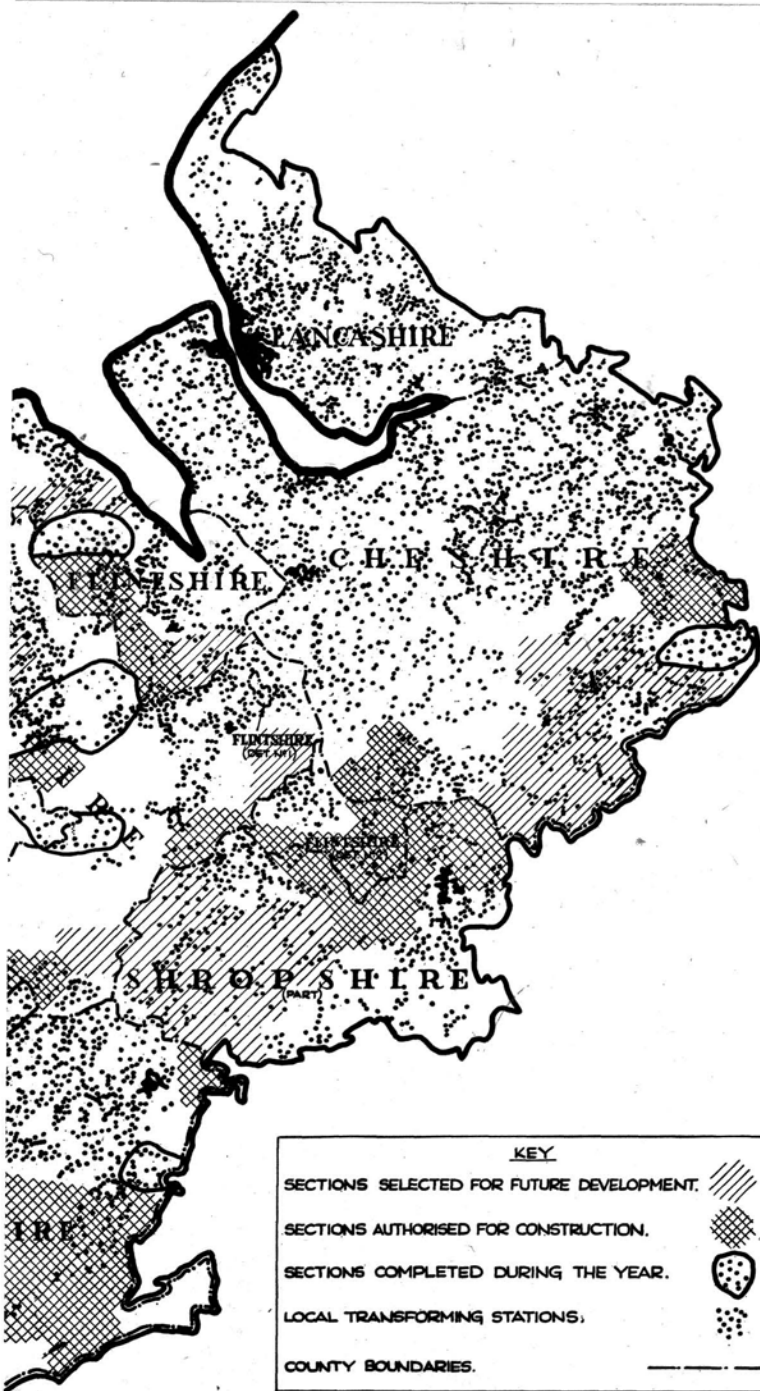 LANCASHIRE
CHESHIRE
FLINTSHIRE
FLINTSHIRE
(DET. Nº1)
FLINTSHIRE
SHROPSHIRE
(PART)
IRE
KEY
SECTIONS SELECTED FOR FUTURE DEVELOPMENT.
SECTIONS AUTHORISED FOR CONSTRUCTION.
SECTIONS COMPLETED DURING THE YEAR.
LOCAL TRANSFORMING STATIONS.
COUNTY BOUNDARIES.